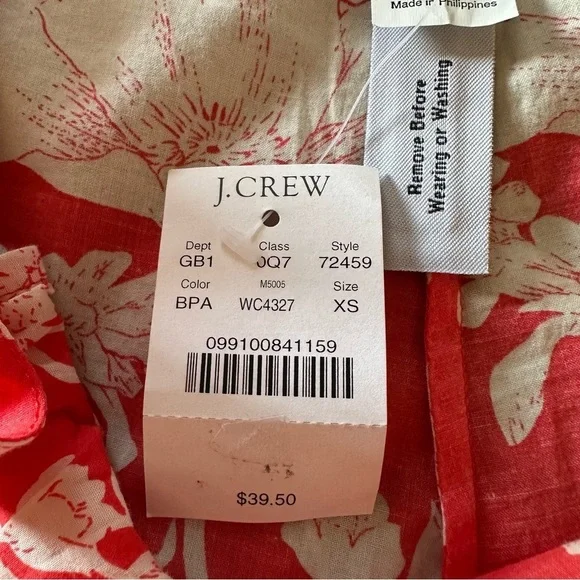 Made in Philippines
Remove Before
Wearing or Washing
J.CREW
Dept Class Style
GB1 0Q7 72459
Color M5005 Size
BPA WC4327 XS
099100841159
$39.50